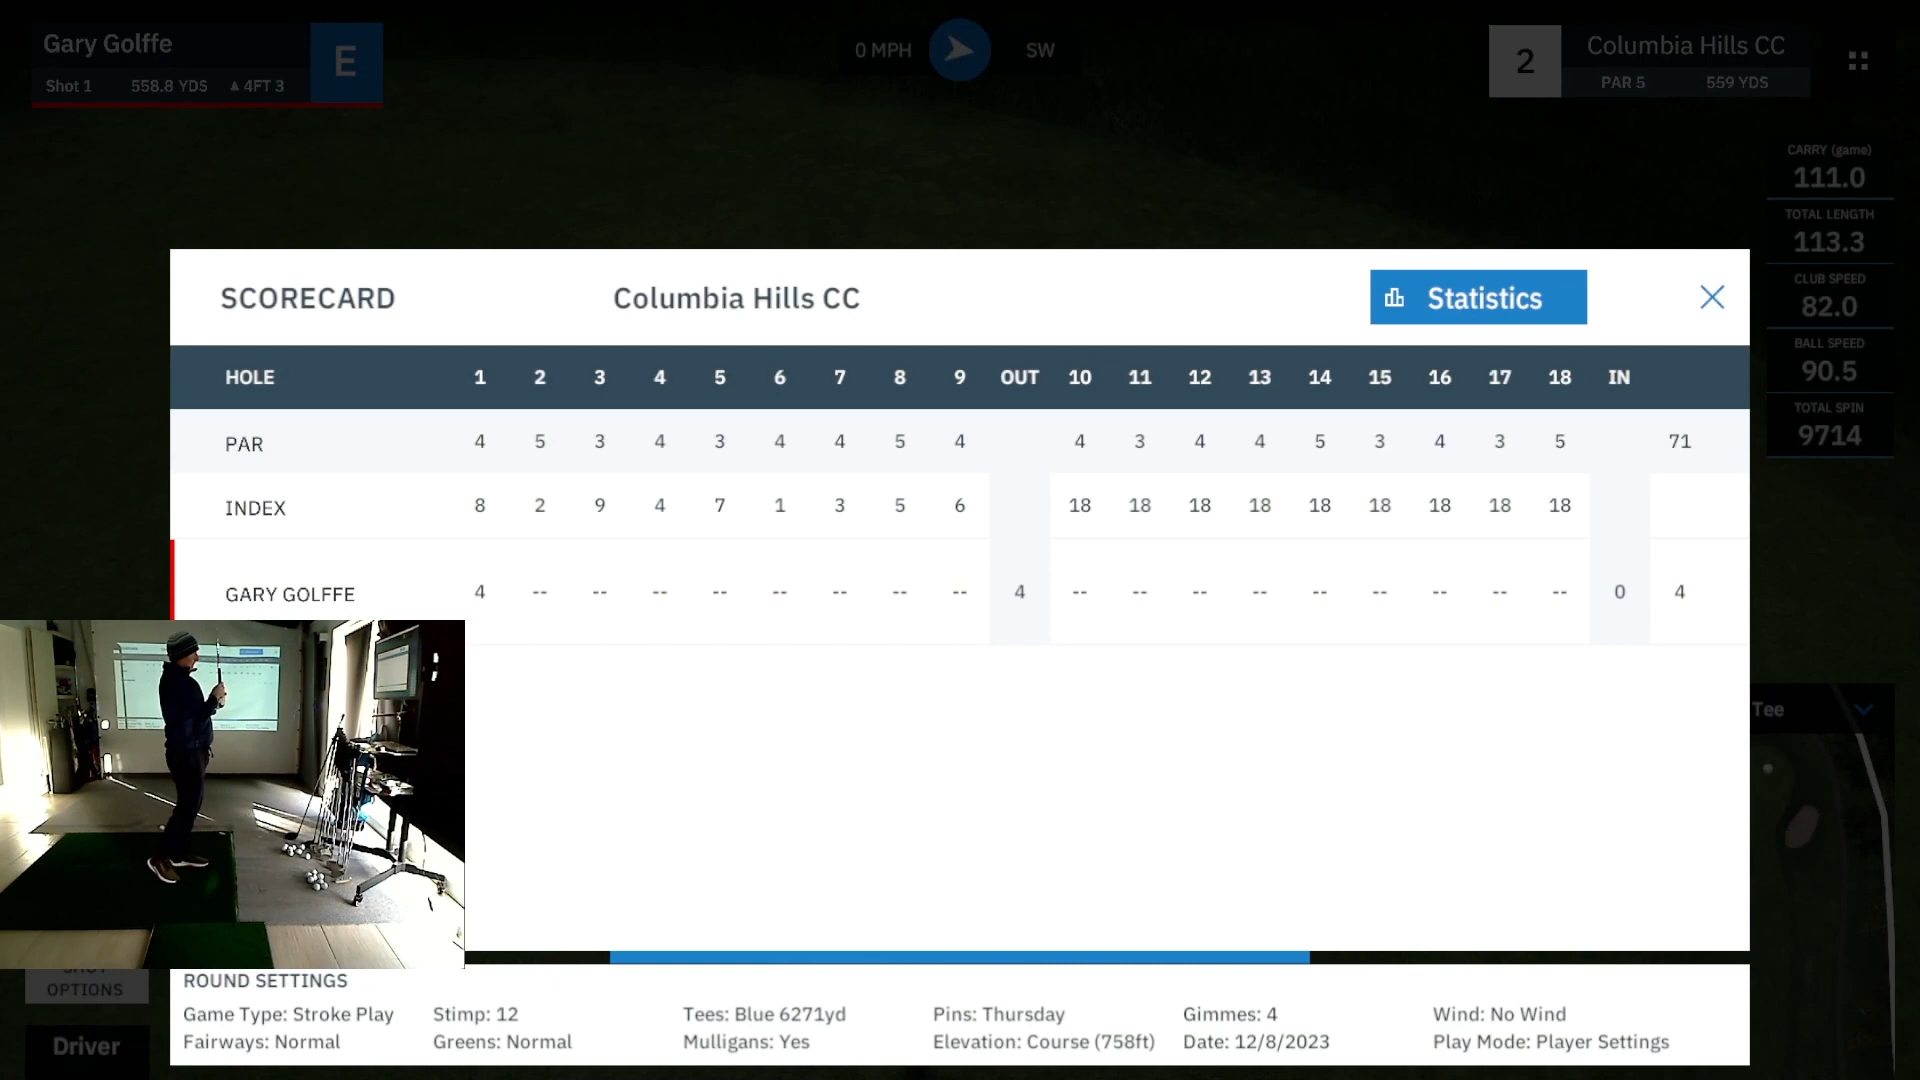 Gary Golffe
E
Shot 1 558.8 YDS ▲4FT 3
0 MPH SW
2
Columbia Hills CC
PAR 5 559 YDS
CARRY (game)
111.0
TOTAL LENGTH
113.3
CLUB SPEED
82.0
BALL SPEED
90.5
TOTAL SPIN
9714
SCORECARD Columbia Hills CC Statistics
HOLE 1 2 3 4 5 6 7 8 9 OUT 10 11 12 13 14 15 16 17 18 IN
PAR 4 5 3 4 3 4 4 5 4 4 3 4 4 5 3 4 3 5 71
INDEX 8 2 9 4 7 1 3 5 6 18 18 18 18 18 18 18 18 18
GARY GOLFFE 4 -- -- -- -- -- -- -- -- 4 -- -- -- -- -- -- -- -- -- 0 4
Tee
OPTIONS
Driver
ROUND SETTINGS
Game Type: Stroke Play Stimp: 12 Tees: Blue 6271yd Pins: Thursday Gimmes: 4 Wind: No Wind
Fairways: Normal Greens: Normal Mulligans: Yes Elevation: Course (758ft) Date: 12/8/2023 Play Mode: Player Settings